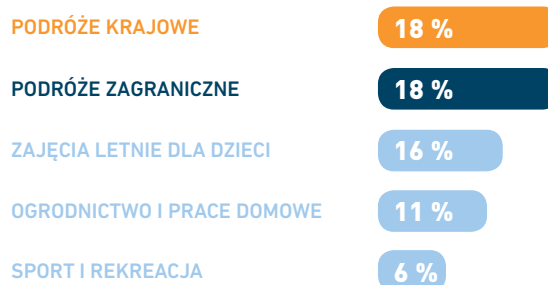 PODRÓŻE KRAJOWE 18 %
PODRÓŻE ZAGRANICZNE 18 %
ZAJĘCIA LETNIE DLA DZIECI 16 %
OGRODNICTWO I PRACE DOMOWE 11 %
SPORT I REKREACJA 6 %